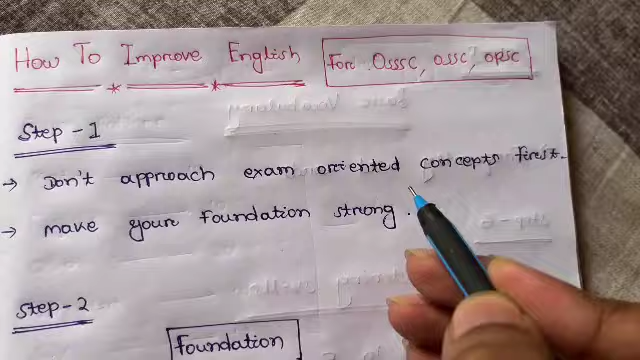 How To Improve English
For OSSSC, OSSC, OPSC
Step-1
→ Don't approach exam oriented concepts first.
→ make your foundation strong.
Step-2
Foundation